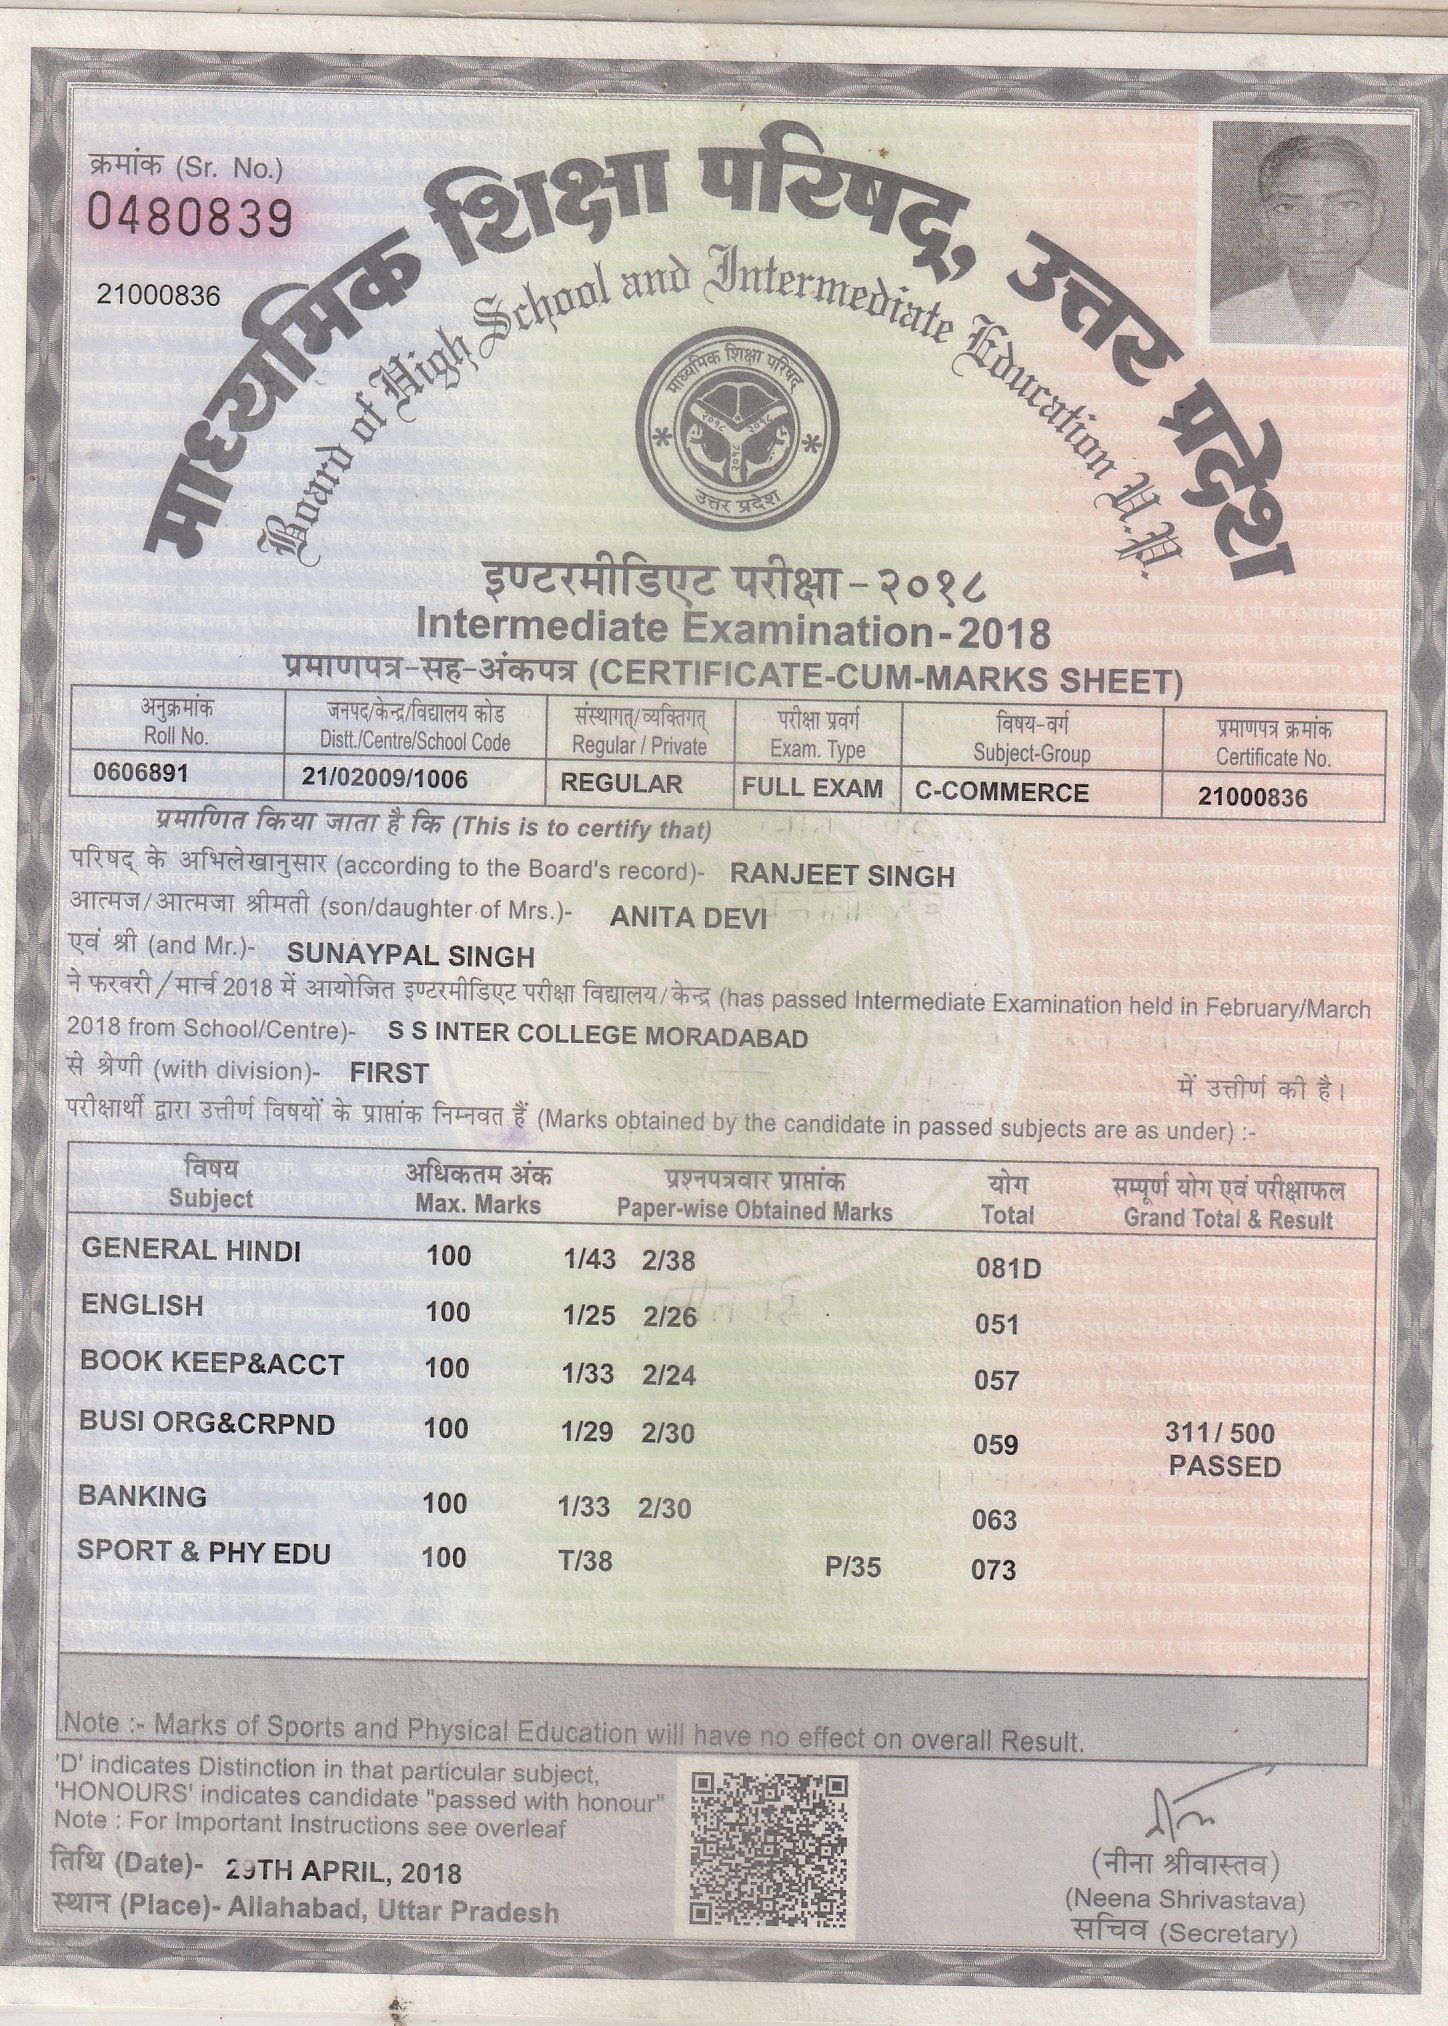 क्रमांक (Sr. No.)
0480839
21000836
माध्यमिक शिक्षा परिषद्, उत्तर प्रदेश
Board of High School and Intermediate Education U.P.
माध्यमिक शिक्षा परिषद
२०१८ २०१८
२०१८
उत्तर प्रदेश
इण्टरमीडिएट परीक्षा - २०१८
Intermediate Examination - 2018
प्रमाणपत्र-सह-अंकपत्र (CERTIFICATE-CUM-MARKS SHEET)
अनुक्रमांक जनपद/केन्द्र/विद्यालय कोड संस्थागत्/व्यक्तिगत् परीक्षा प्रवर्ग विषय-वर्ग प्रमाणपत्र क्रमांक
Roll No. Distt./Centre/School Code Regular / Private Exam. Type Subject-Group Certificate No.
0606891 21/02009/1006 REGULAR FULL EXAM C-COMMERCE 21000836
प्रमाणित किया जाता है कि (This is to certify that)
परिषद् के अभिलेखानुसार (according to the Board's record)- RANJEET SINGH
आत्मज/आत्मजा श्रीमती (son/daughter of Mrs.)- ANITA DEVI
एवं श्री (and Mr.)- SUNAYPAL SINGH
ने फरवरी/मार्च 2018 में आयोजित इण्टरमीडिएट परीक्षा विद्यालय/केन्द्र (has passed Intermediate Examination held in February/March
2018 from School/Centre)- S S INTER COLLEGE MORADABAD
से श्रेणी (with division)- FIRST में उत्तीर्ण की है।
परीक्षार्थी द्वारा उत्तीर्ण विषयों के प्राप्तांक निम्नवत हैं (Marks obtained by the candidate in passed subjects are as under) :-
विषय अधिकतम अंक प्रश्नपत्रवार प्राप्तांक योग सम्पूर्ण योग एवं परीक्षाफल
Subject Max. Marks Paper-wise Obtained Marks Total Grand Total & Result
GENERAL HINDI 100 1/43 2/38 081D
ENGLISH 100 1/25 2/26 051
BOOK KEEP&ACCT 100 1/33 2/24 057
BUSI ORG&CRPND 100 1/29 2/30 059 311/ 500
PASSED
BANKING 100 1/33 2/30 063
SPORT & PHY EDU 100 T/38 P/35 073
Note :- Marks of Sports and Physical Education will have no effect on overall Result.
'D' indicates Distinction in that particular subject,
'HONOURS' indicates candidate "passed with honour"
Note : For Important Instructions see overleaf
तिथि (Date)- 29TH APRIL, 2018
स्थान (Place)- Allahabad, Uttar Pradesh
(नीना श्रीवास्तव)
(Neena Shrivastava)
सचिव (Secretary)